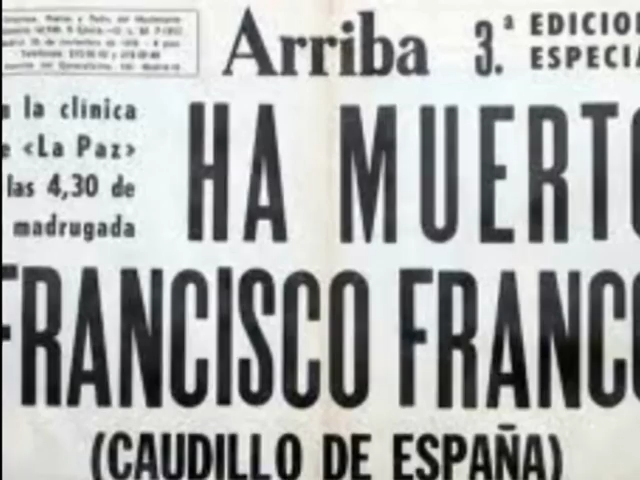 Arriba
3.ª EDICION
ESPECIA
la clínica
«La Paz»
las 4,30 de
madrugada
HA MUERTO
FRANCISCO FRANCO
(CAUDILLO DE ESPAÑA)